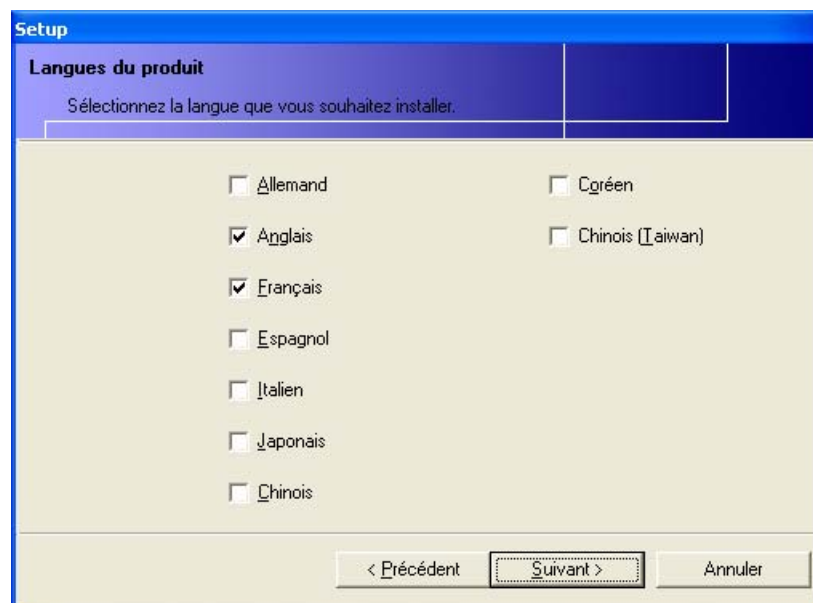 Setup
Langues du produit
Sélectionnez la langue que vous souhaitez installer.
Allemand
Anglais
Français
Espagnol
Italien
Japonais
Chinois
Coréen
Chinois (Taiwan)
< Précédent
Suivant >
Annuler